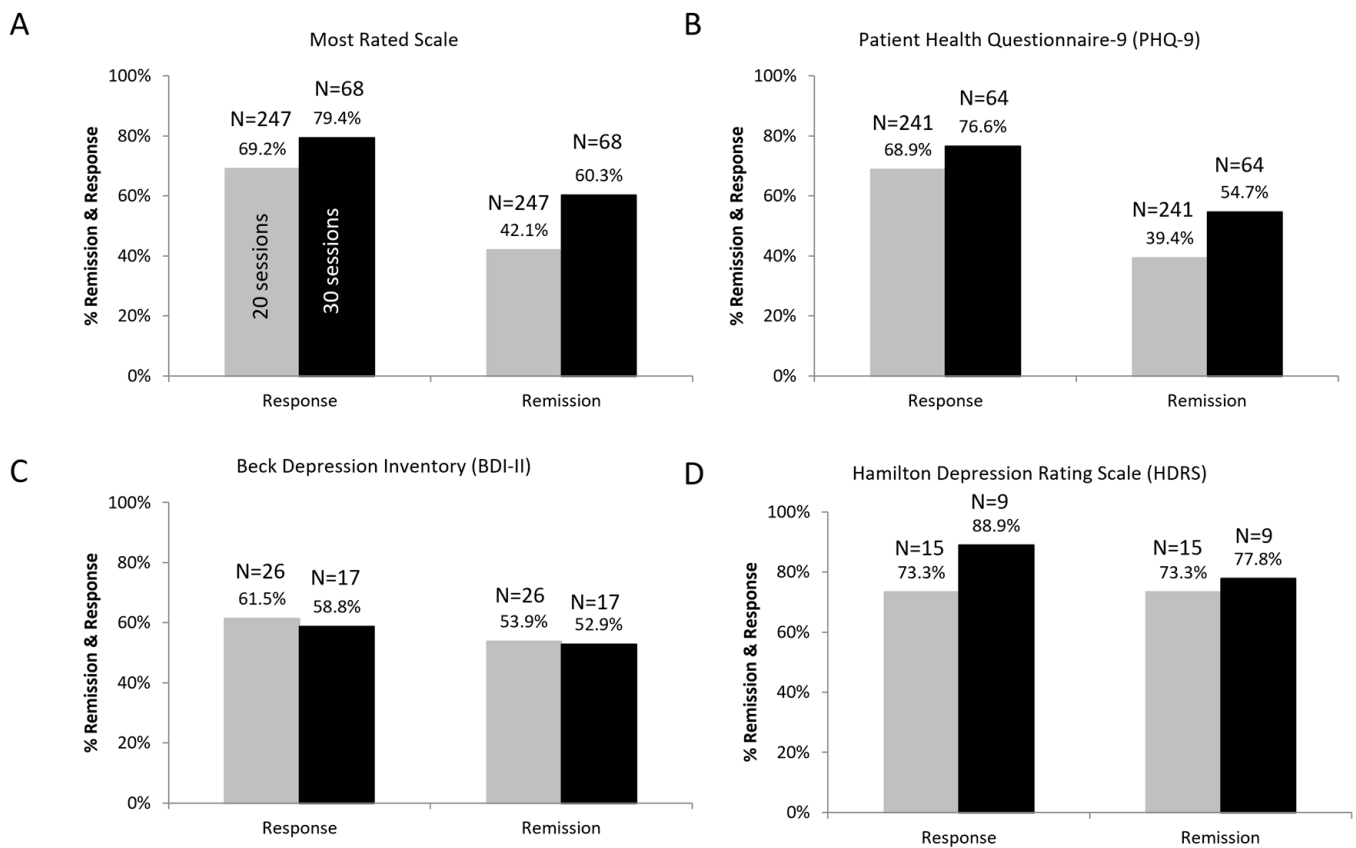 A
Most Rated Scale
% Remission & Response
100%
80%
60%
40%
20%
0%
N=247
69.2%
N=68
79.4%
20 sessions
30 sessions
N=247
42.1%
N=68
60.3%
Response
Remission
B
Patient Health Questionnaire-9 (PHQ-9)
% Remission & Response
100%
80%
60%
40%
20%
0%
N=241
68.9%
N=64
76.6%
N=241
39.4%
N=64
54.7%
Response
Remission
C
Beck Depression Inventory (BDI-II)
% Remission & Response
100%
80%
60%
40%
20%
0%
N=26
61.5%
N=17
58.8%
N=26
53.9%
N=17
52.9%
Response
Remission
D
Hamilton Depression Rating Scale (HDRS)
% Remission & Response
100%
80%
60%
40%
20%
0%
N=15
73.3%
N=9
88.9%
N=15
73.3%
N=9
77.8%
Response
Remission